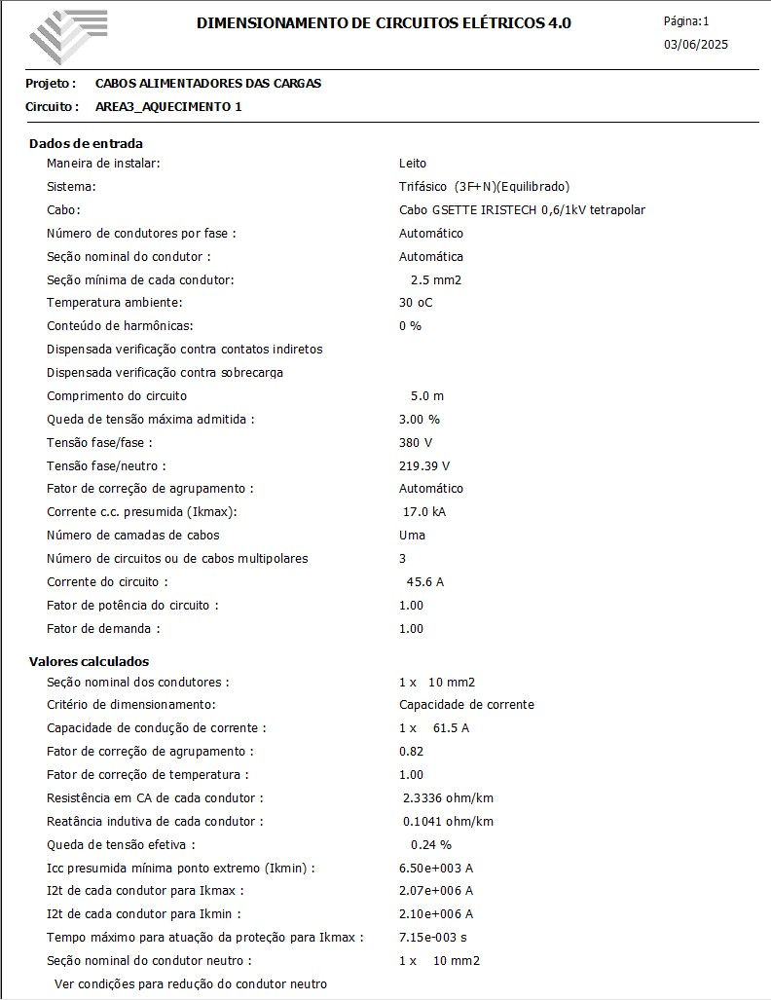 DIMENSIONAMENTO DE CIRCUITOS ELÉTRICOS 4.0
Página:1
03/06/2025
Projeto : CABOS ALIMENTADORES DAS CARGAS
Circuito : AREA3_AQUECIMENTO 1
Dados de entrada
Maneira de instalar: Leito
Sistema: Trifásico (3F+N)(Equilibrado)
Cabo: Cabo GSETTE IRISTECH 0,6/1kV tetrapolar
Número de condutores por fase : Automático
Seção nominal do condutor : Automática
Seção mínima de cada condutor: 2.5 mm2
Temperatura ambiente: 30 oC
Conteúdo de harmônicas: 0 %
Dispensada verificação contra contatos indiretos
Dispensada verificação contra sobrecarga
Comprimento do circuito 5.0 m
Queda de tensão máxima admitida : 3.00 %
Tensão fase/fase : 380 V
Tensão fase/neutro : 219.39 V
Fator de correção de agrupamento : Automático
Corrente c.c. presumida (Ikmax): 17.0 kA
Número de camadas de cabos Uma
Número de circuitos ou de cabos multipolares 3
Corrente do circuito : 45.6 A
Fator de potência do circuito : 1.00
Fator de demanda : 1.00
Valores calculados
Seção nominal dos condutores : 1 x 10 mm2
Critério de dimensionamento: Capacidade de corrente
Capacidade de condução de corrente : 1 x 61.5 A
Fator de correção de agrupamento : 0.82
Fator de correção de temperatura : 1.00
Resistência em CA de cada condutor : 2.3336 ohm/km
Reatância indutiva de cada condutor : 0.1041 ohm/km
Queda de tensão efetiva : 0.24 %
Icc presumida mínima ponto extremo (Ikmin) : 6.50e+003 A
I2t de cada condutor para Ikmax : 2.07e+006 A
I2t de cada condutor para Ikmin : 2.10e+006 A
Tempo máximo para atuação da proteção para Ikmax : 7.15e-003 s
Seção nominal do condutor neutro : 1 x 10 mm2
Ver condições para redução do condutor neutro